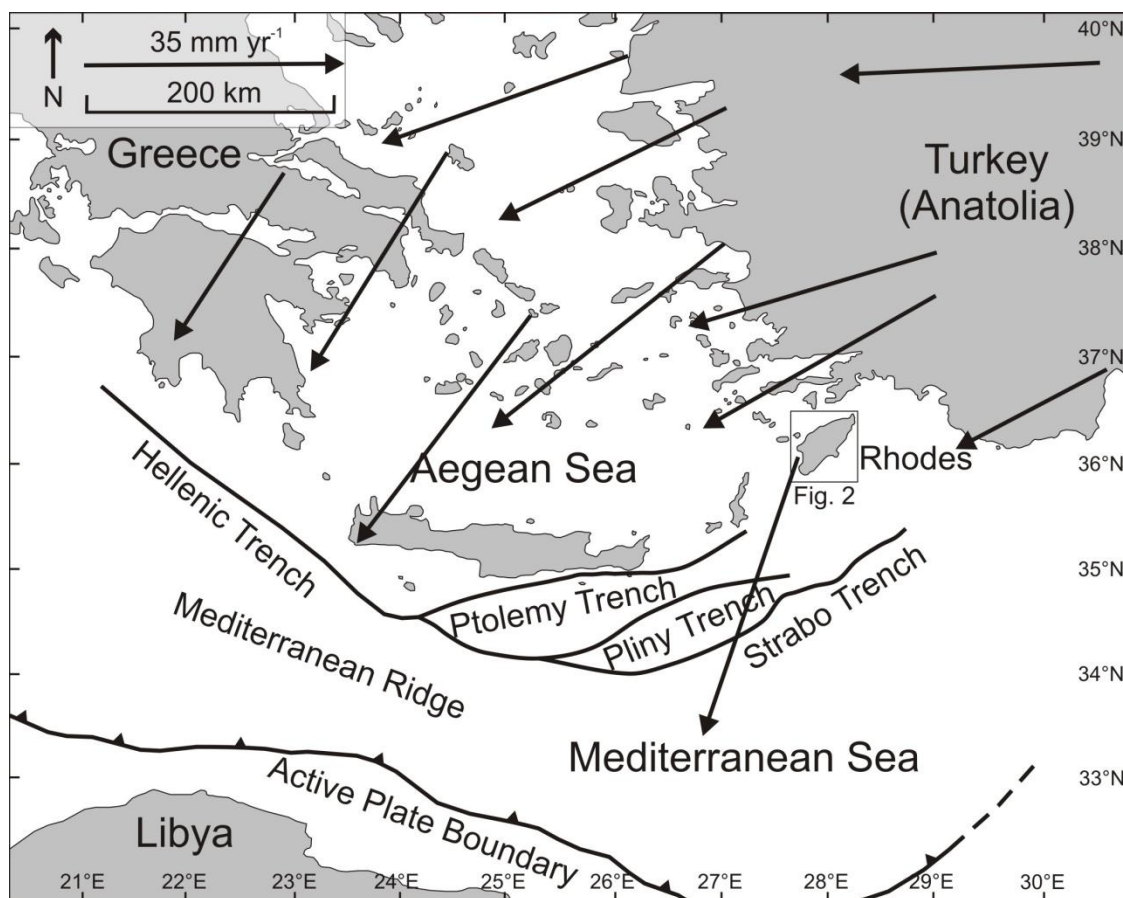 35 mm yr⁻¹
N
200 km
Greece
Turkey
(Anatolia)
Aegean Sea
Rhodes
Fig. 2
Hellenic Trench
Ptolemy Trench
Pliny Trench
Strabo Trench
Mediterranean Ridge
Mediterranean Sea
Active Plate Boundary
Libya
40°N
39°N
38°N
37°N
36°N
35°N
34°N
33°N
21°E
22°E
23°E
24°E
25°E
26°E
27°E
28°E
29°E
30°E